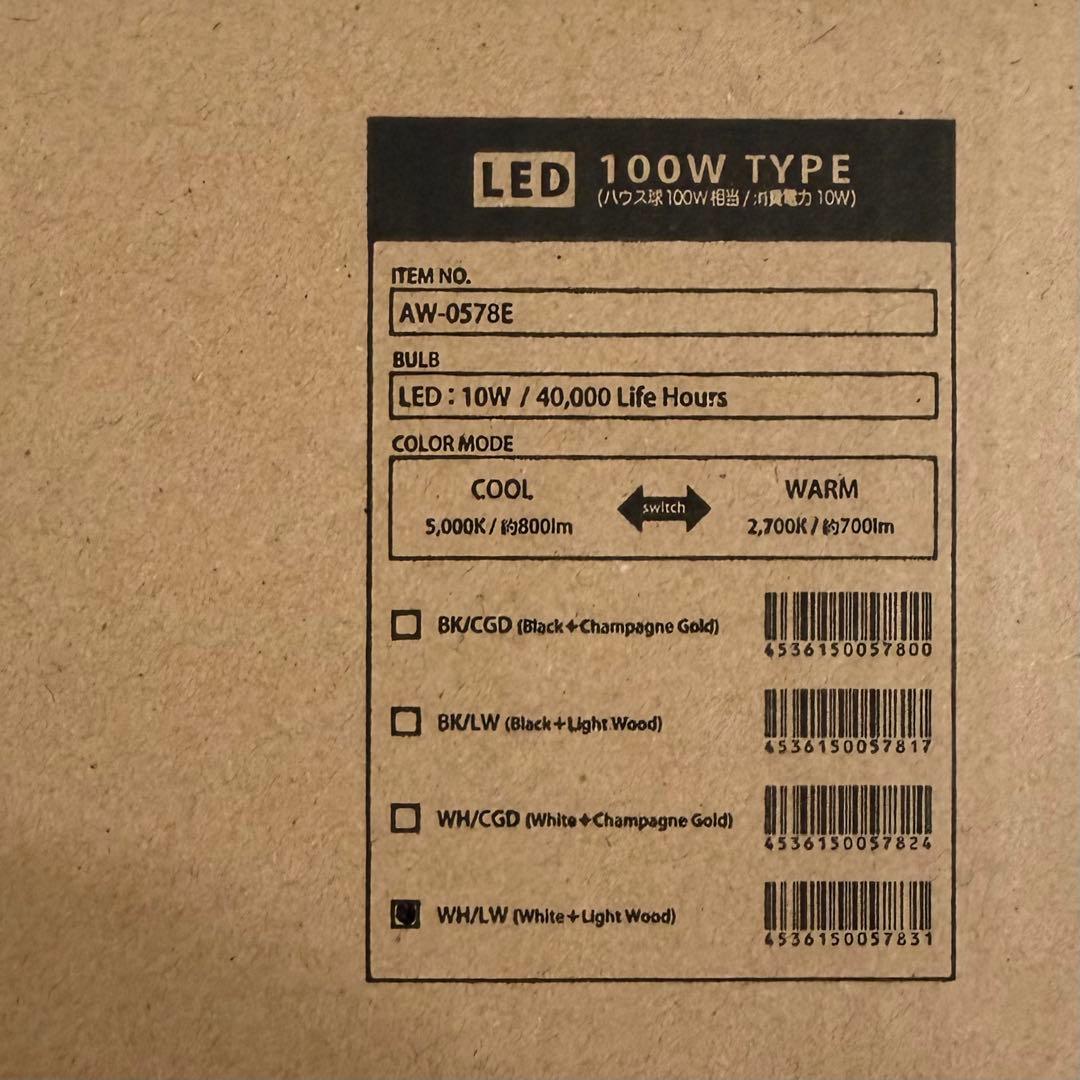 LED 100W TYPE
(ハウス球100W相当/消費電力10W)
ITEM NO.
AW-0578E
BULB
LED : 10W / 40,000 Life Hours
COLOR MODE
COOL switch WARM
5,000K / 約800lm 2,700K / 約700lm
BK/CGD (Black+Champagne Gold)
4536150057800
BK/LW (Black+Light Wood)
4536150057817
WH/CGD (White+Champagne Gold)
4536150057824
WH/LW (White+Light Wood)
4536150057831